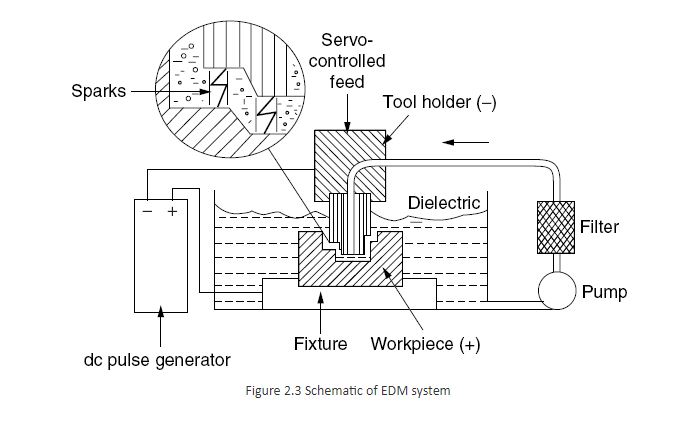 Servo-
controlled
feed
Sparks
Tool holder (–)
Dielectric
– +
Filter
Pump
Fixture
Workpiece (+)
dc pulse generator
Figure 2.3 Schematic of EDM system